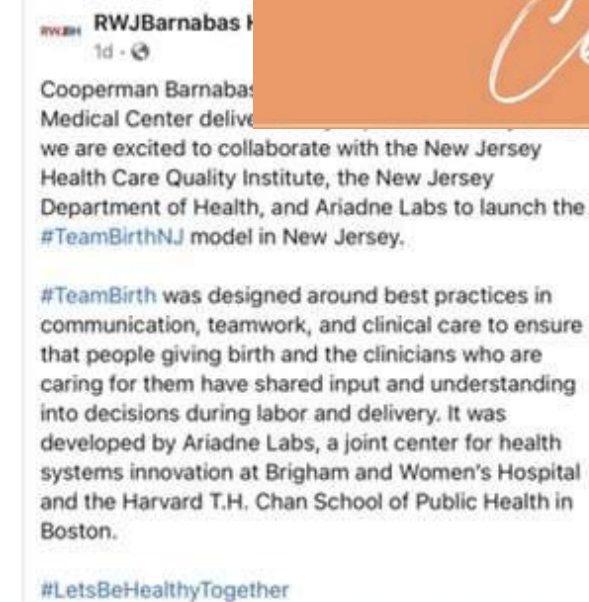 RWJBH RWJBarnabas
1d
Cooperman Barnabas
Medical Center
we are excited to collaborate with the New Jersey
Health Care Quality Institute, the New Jersey
Department of Health, and Ariadne Labs to launch the
#TeamBirthNJ model in New Jersey.
#TeamBirth was designed around best practices in
communication, teamwork, and clinical care to ensure
that people giving birth and the clinicians who are
caring for them have shared input and understanding
into decisions during labor and delivery. It was
developed by Ariadne Labs, a joint center for health
systems innovation at Brigham and Women's Hospital
and the Harvard T.H. Chan School of Public Health in
Boston.
#LetsBeHealthyTogether